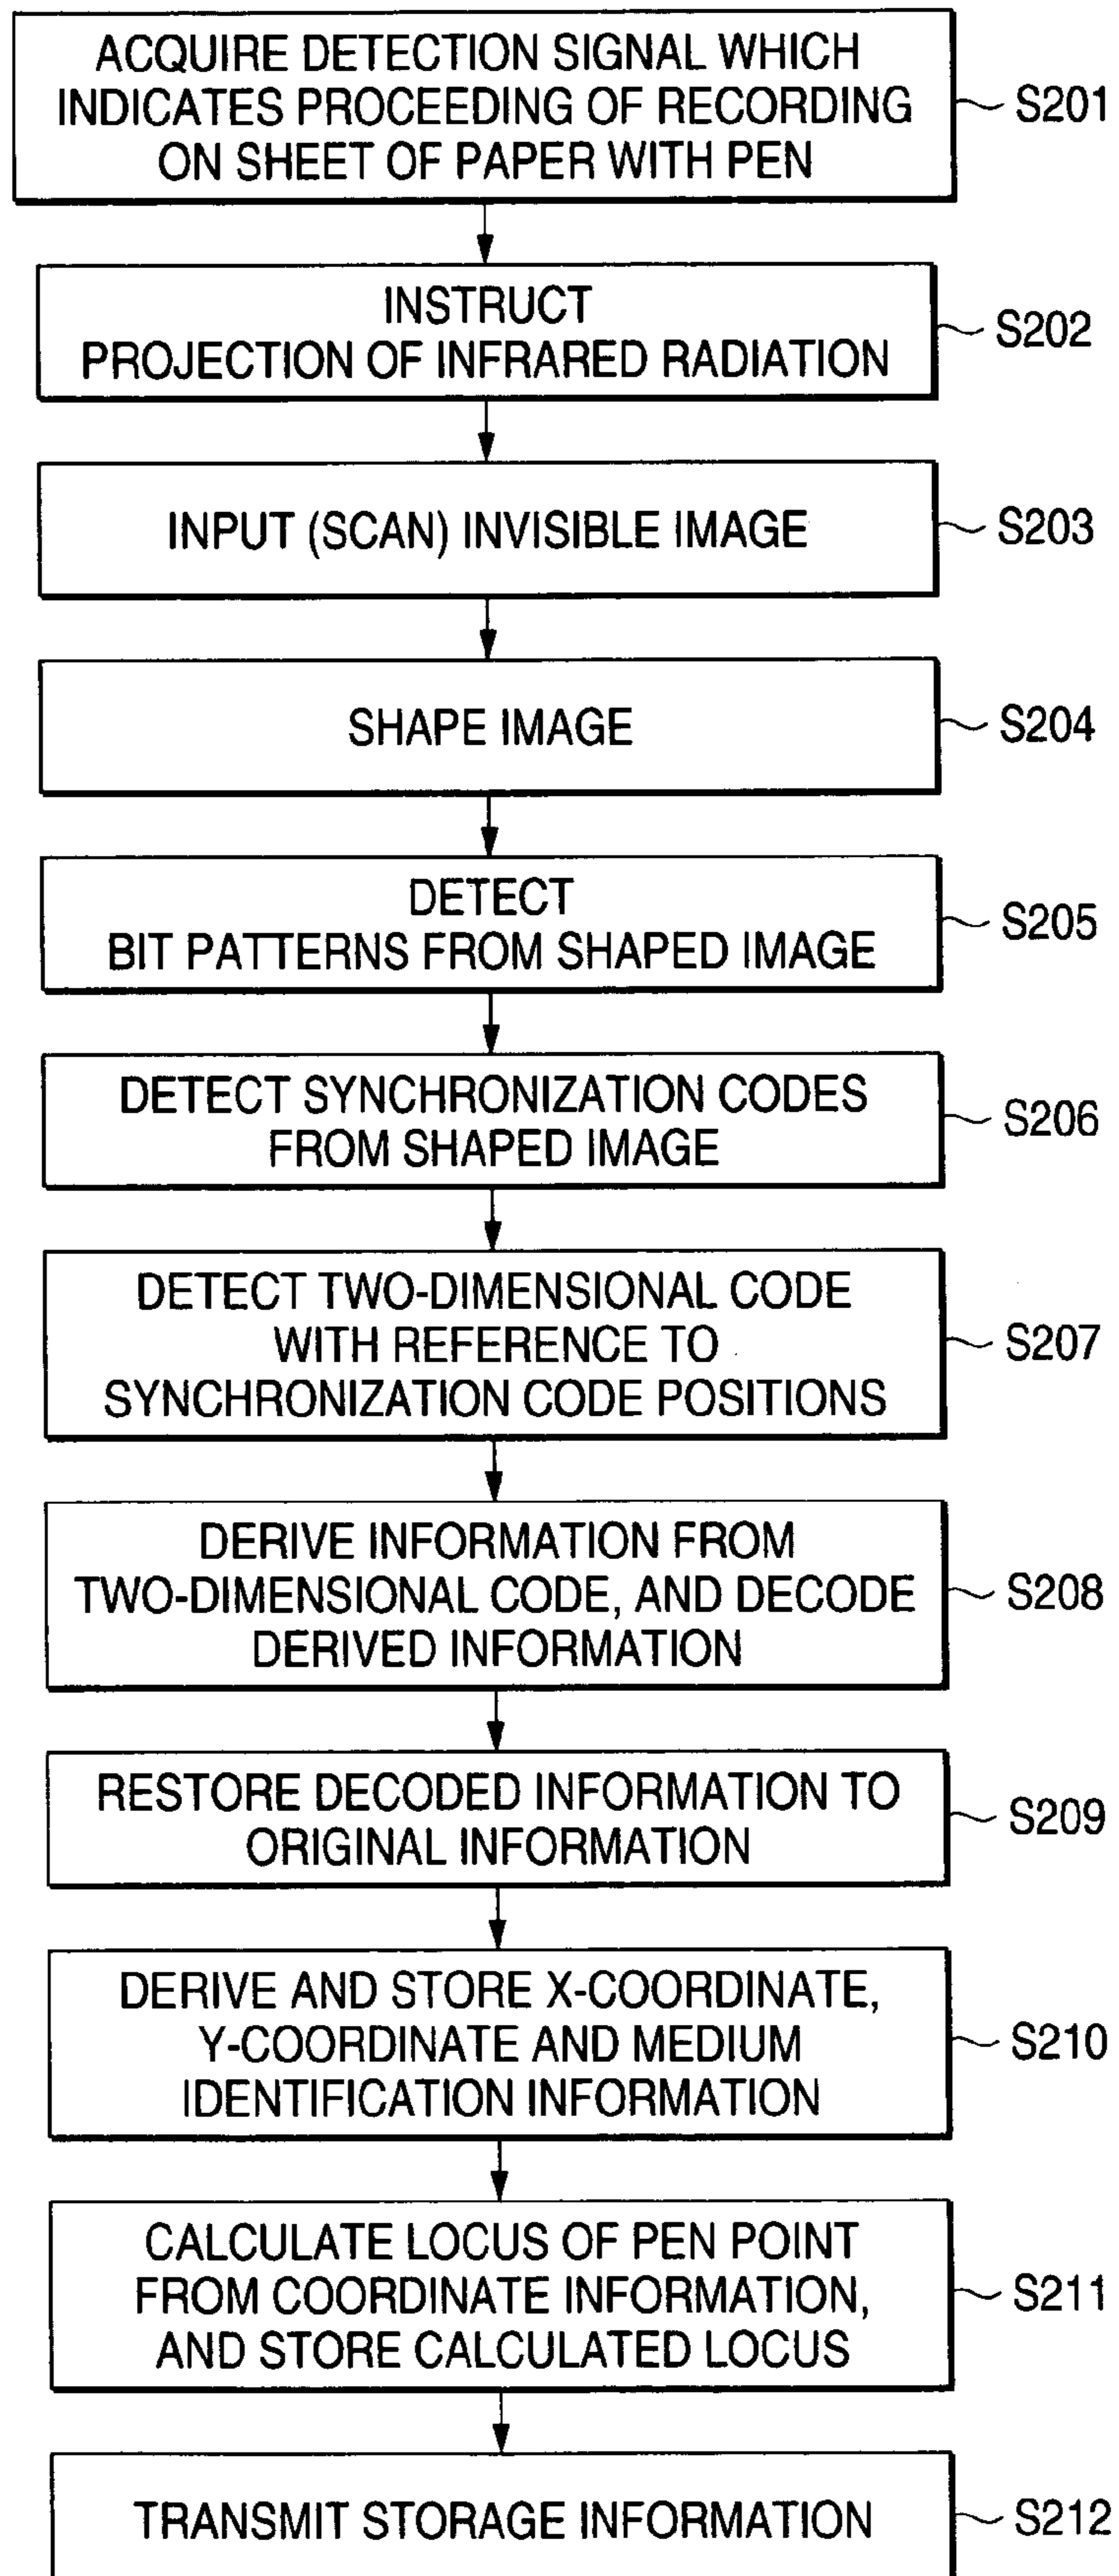 ACQUIRE DETECTION SIGNAL WHICH
INDICATES PROCEEDING OF RECORDING
ON SHEET OF PAPER WITH PEN
S201
INSTRUCT
PROJECTION OF INFRARED RADIATION
S202
INPUT (SCAN) INVISIBLE IMAGE
S203
SHAPE IMAGE
S204
DETECT
BIT PATTERNS FROM SHAPED IMAGE
S205
DETECT SYNCHRONIZATION CODES
FROM SHAPED IMAGE
S206
DETECT TWO-DIMENSIONAL CODE
WITH REFERENCE TO
SYNCHRONIZATION CODE POSITIONS
S207
DERIVE INFORMATION FROM
TWO-DIMENSIONAL CODE, AND DECODE
DERIVED INFORMATION
S208
RESTORE DECODED INFORMATION TO
ORIGINAL INFORMATION
S209
DERIVE AND STORE X-COORDINATE,
Y-COORDINATE AND MEDIUM
IDENTIFICATION INFORMATION
S210
CALCULATE LOCUS OF PEN POINT
FROM COORDINATE INFORMATION,
AND STORE CALCULATED LOCUS
S211
TRANSMIT STORAGE INFORMATION
S212